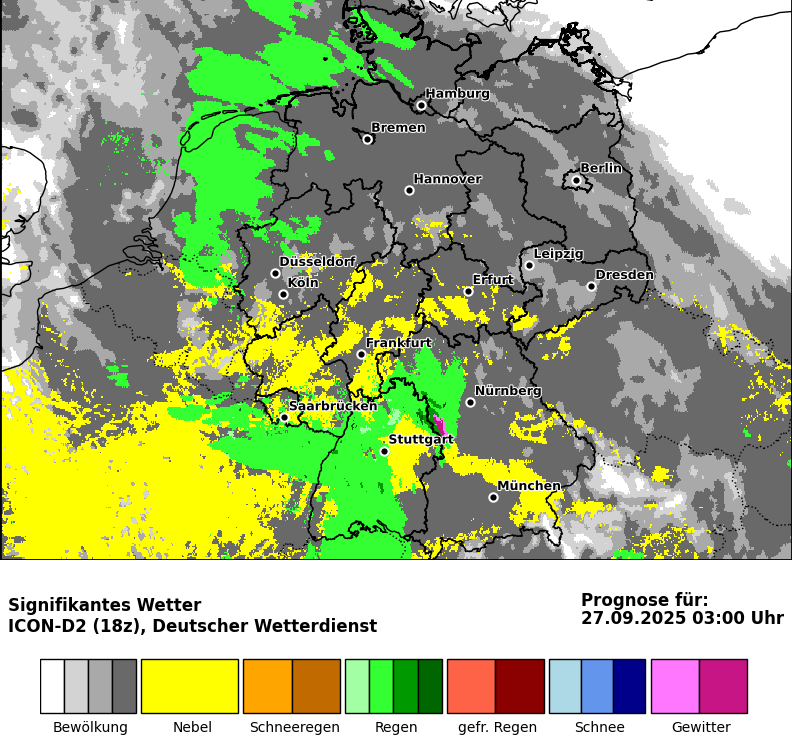 Hamburg
Bremen
Berlin
Hannover
Leipzig
Düsseldorf
Dresden
Erfurt
Köln
Frankfurt
Nürnberg
Saarbrücken
Stuttgart
München
Signifikantes Wetter
ICON-D2 (18z), Deutscher Wetterdienst
Prognose für:
27.09.2025 03:00 Uhr
Bewölkung
Nebel
Schneeregen
Regen
gefr. Regen
Schnee
Gewitter